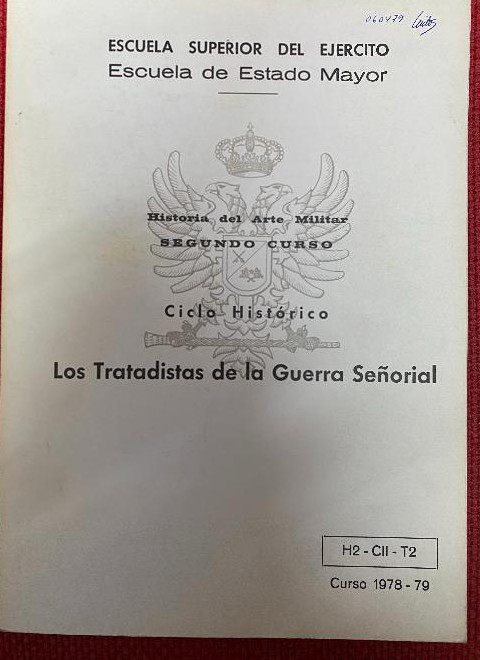 060479
ESCUELA SUPERIOR DEL EJERCITO
Escuela de Estado Mayor
Historia del Arte Militar
SEGUNDO CURSO
Ciclo Histórico
Los Tratadistas de la Guerra Señorial
H2 - CII - T2
Curso 1978 - 79